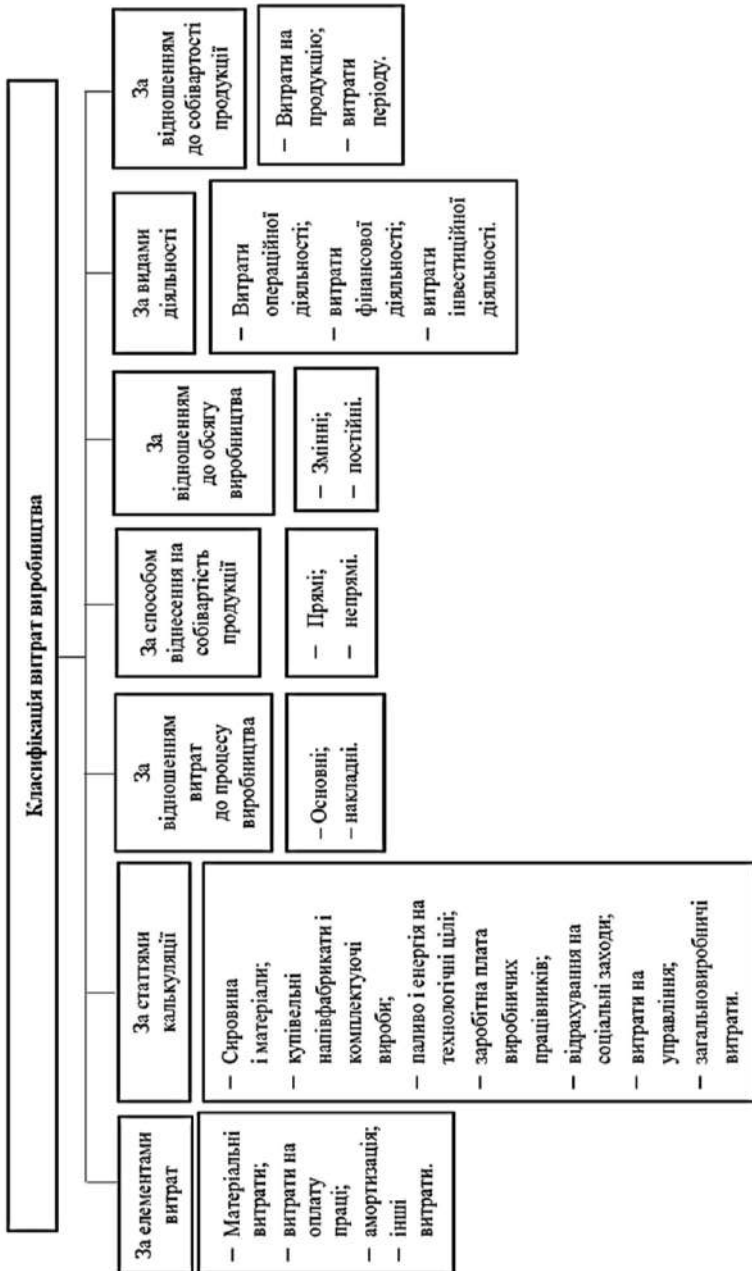 Класифікація витрат виробництва
За елементами
витрат
– Матеріальні
витрати;
– витрати на
оплату
праці;
– амортизація;
– інші
витрати.
За статтями
калькуляції
– Сировина
і матеріали;
– купівельні
напівфабрикати і
комплектуючі
вироби;
– паливо і енергія на
технологічні цілі;
– заробітна плата
виробничих
працівників;
– відрахування на
соціальні заходи;
– витрати на
управління;
– загальновиробничі
витрати.
За
відношенням
витрат
до процесу
виробництва
– Основні;
– накладні.
За способом
віднесення на
собівартість
продукції
– Прямі;
– непрямі.
За
відношенням
до обсягу
виробництва
– Змінні;
– постійні.
За видами
діяльності
– Витрати
операційної
діяльності;
– витрати
фінансової
діяльності;
– витрати
інвестиційної
діяльності.
За
відношенням
до собівартості
продукції
– Витрати на
продукцію;
– витрати
періоду.